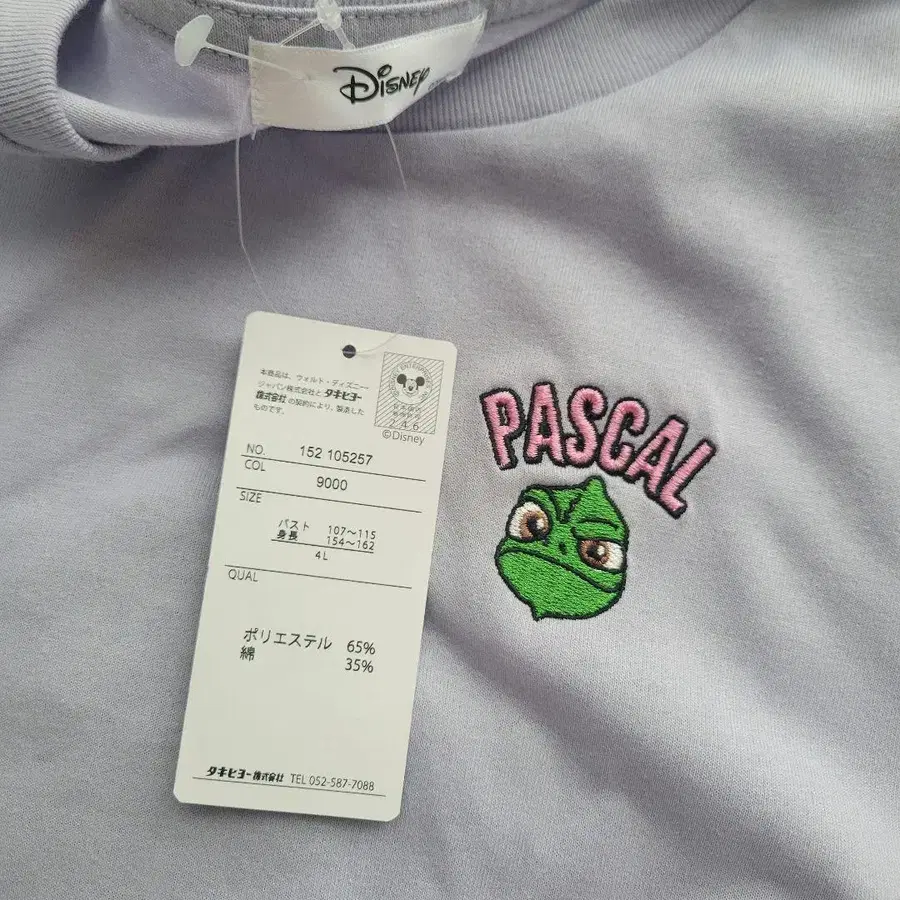 Disney
本商品は、ウォルト・ディズニー・
ジャパン株式会社とタキヒヨー
株式会社の契約により、製造した
ものです。
246
©Disney
NO. 152 105257
COL 9000
SIZE
バスト 107〜115
身長 154〜162
4L
QUAL
ポリエステル 65%
綿 35%
タキヒヨー株式会社 TEL 052-587-7088
PASCAL